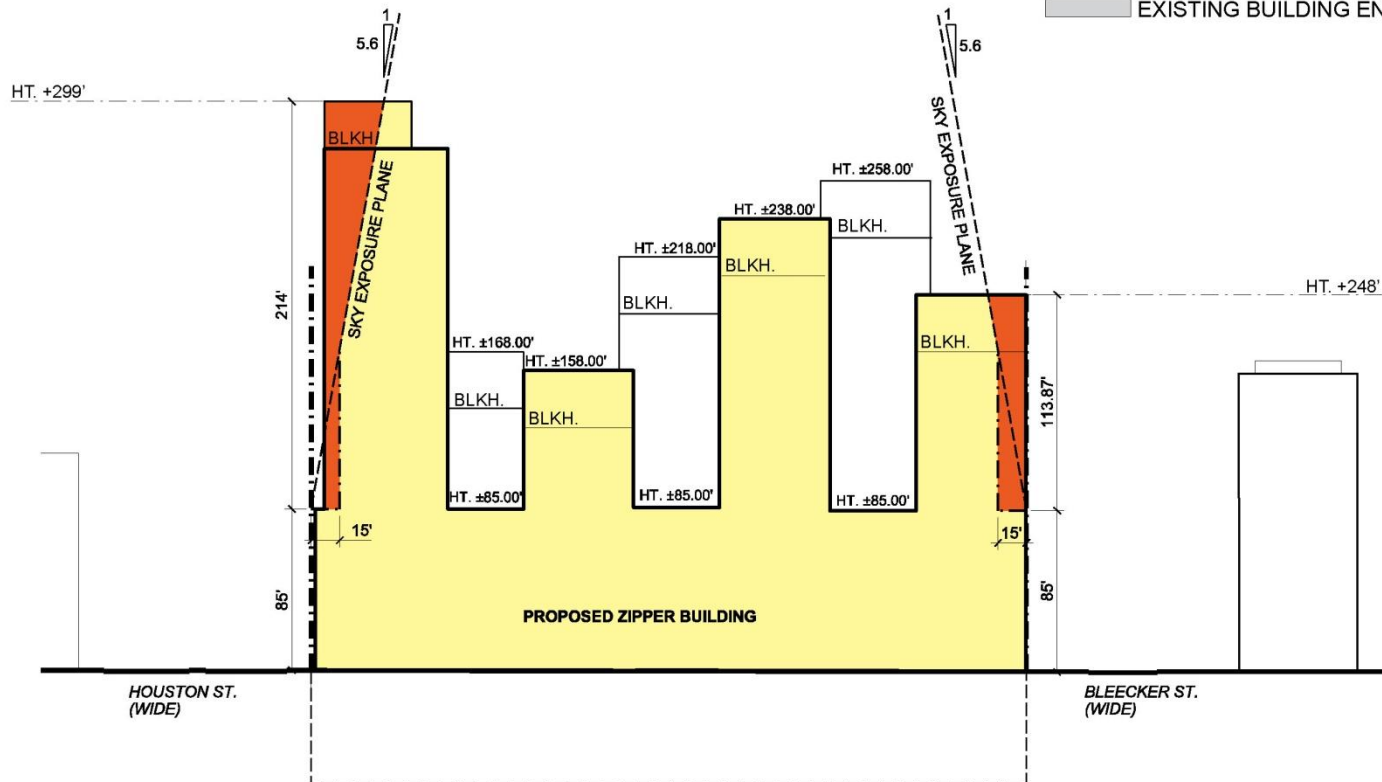 1
5.6
1
5.6
EXISTING BUILDING EN
HT. +299'
BLKH
SKY EXPOSURE PLANE
SKY EXPOSURE PLANE
HT. ±258.00'
HT. ±238.00'
BLKH.
HT. ±218.00'
BLKH.
BLKH.
HT. +248'
214'
HT. ±168.00'
HT. ±158.00'
BLKH.
BLKH.
BLKH.
113.87'
HT. ±85.00'
HT. ±85.00'
HT. ±85.00'
15'
15'
85'
85'
PROPOSED ZIPPER BUILDING
HOUSTON ST.
(WIDE)
BLEECKER ST.
(WIDE)